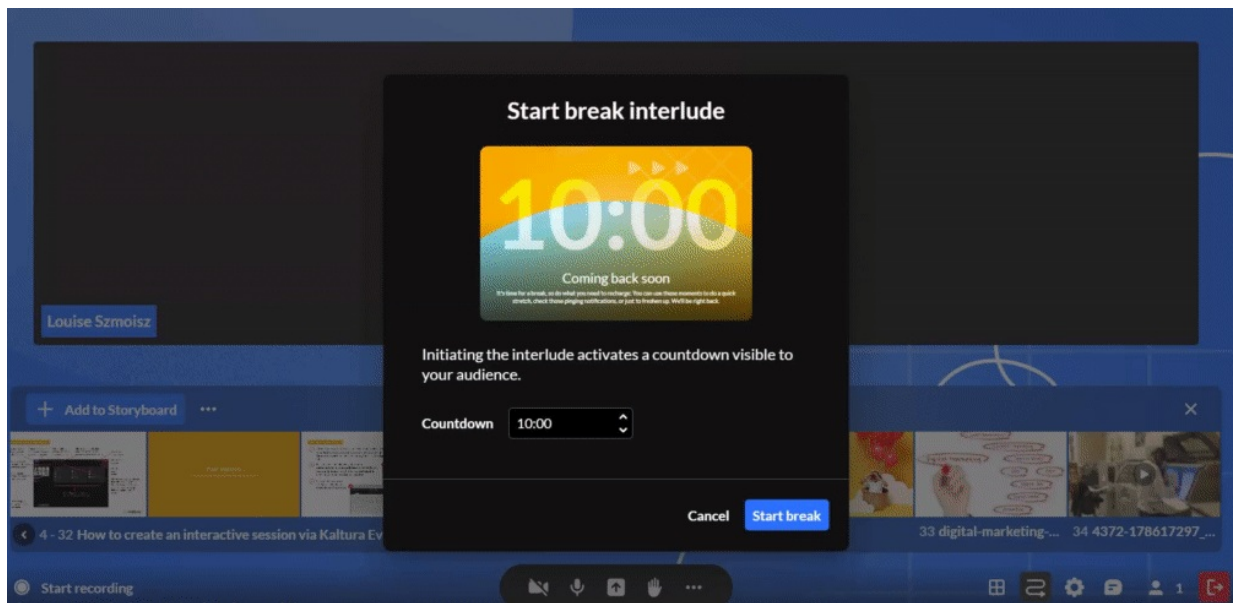 Start break interlude
10:00
Coming back soon
It's time for a break, so do what you need to recharge. You can use these moments to do a quick
stretch, check those pinging notifications, or just to freshen up. We'll be right back.
Louise Szmoisz
Initiating the interlude activates a countdown visible to
your audience.
Countdown 10:00
Add to Storyboard
Cancel Start break
4 - 32 How to create an interactive session via Kaltura Ev
33 digital-marketing-... 34 4372-178617297_...
Start recording
1